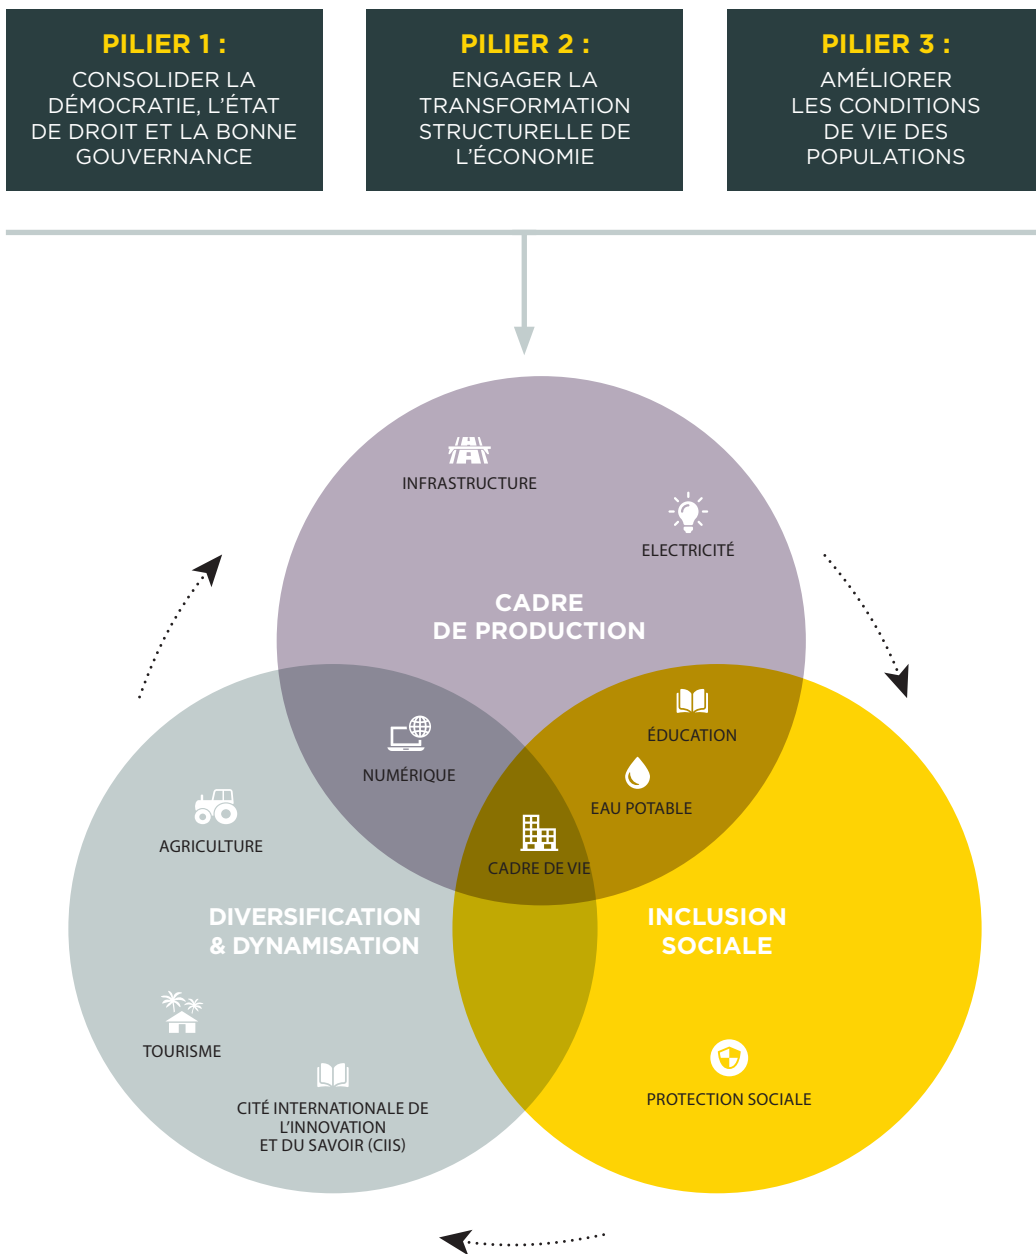 PILIER 1 :
CONSOLIDER LA
DÉMOCRATIE, L’ÉTAT
DE DROIT ET LA BONNE
GOUVERNANCE
PILIER 2 :
ENGAGER LA
TRANSFORMATION
STRUCTURELLE DE
L’ÉCONOMIE
PILIER 3 :
AMÉLIORER
LES CONDITIONS
DE VIE DES
POPULATIONS
INFRASTRUCTURE
ELECTRICITÉ
CADRE
DE PRODUCTION
ÉDUCATION
NUMÉRIQUE
EAU POTABLE
AGRICULTURE
CADRE DE VIE
DIVERSIFICATION
& DYNAMISATION
INCLUSION
SOCIALE
TOURISME
PROTECTION SOCIALE
CITÉ INTERNATIONALE DE
L’INNOVATION
ET DU SAVOIR (CIIS)